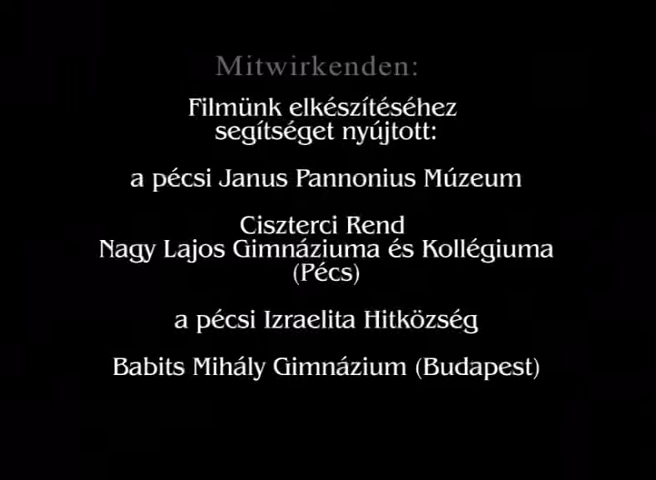 Mitwirkenden:
Filmünk elkészítéséhez
segítséget nyújtott:
a pécsi Janus Pannonius Múzeum
Ciszterci Rend
Nagy Lajos Gimnáziuma és Kollégiuma
(Pécs)
a pécsi Izraelita Hitközség
Babits Mihály Gimnázium (Budapest)